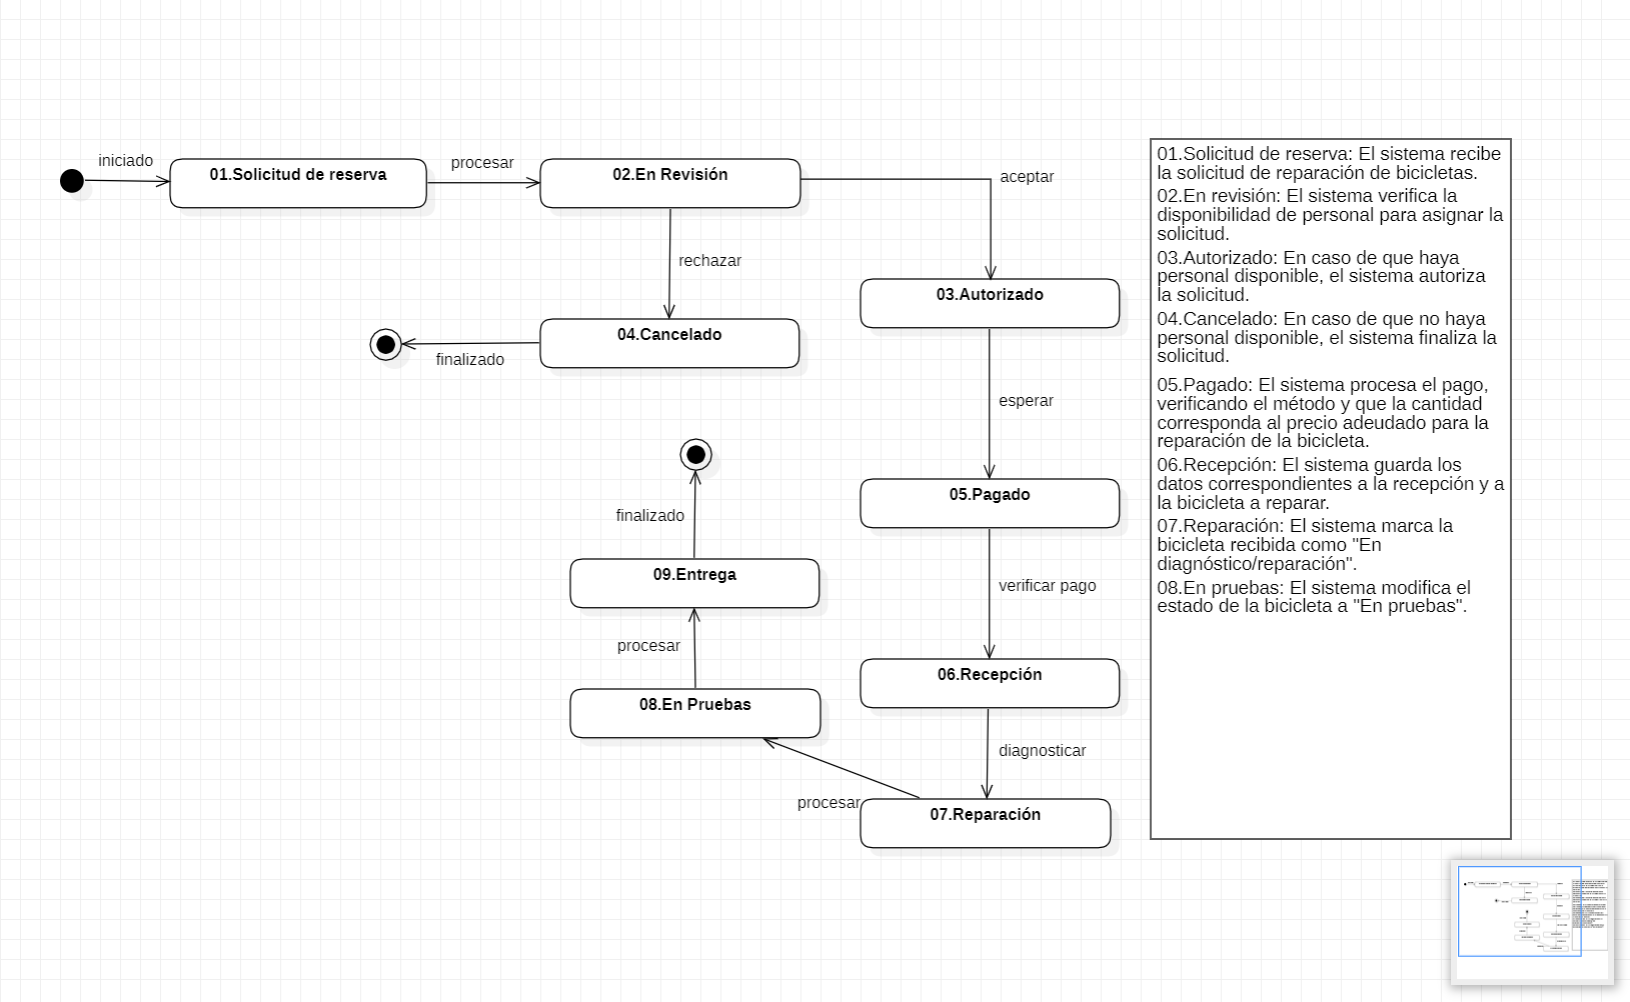 iniciado
01.Solicitud de reserva
procesar
02.En Revisión
aceptar
rechazar
03.Autorizado
04.Cancelado
finalizado
esperar
05.Pagado
finalizado
verificar pago
09.Entrega
procesar
06.Recepción
08.En Pruebas
diagnosticar
procesar
07.Reparación
01.Solicitud de reserva: El sistema recibe
la solicitud de reparación de bicicletas.
02.En revisión: El sistema verifica la
disponibilidad de personal para asignar la
solicitud.
03.Autorizado: En caso de que haya
personal disponible, el sistema autoriza
la solicitud.
04.Cancelado: En caso de que no haya
personal disponible, el sistema finaliza la
solicitud.
05.Pagado: El sistema procesa el pago,
verificando el método y que la cantidad
corresponda al precio adeudado para la
reparación de la bicicleta.
06.Recepción: El sistema guarda los
datos correspondientes a la recepción y a
la bicicleta a reparar.
07.Reparación: El sistema marca la
bicicleta recibida como "En
diagnóstico/reparación".
08.En pruebas: El sistema modifica el
estado de la bicicleta a "En pruebas".